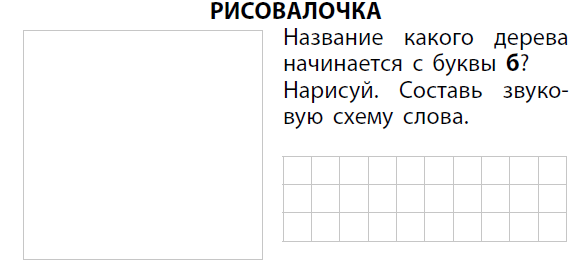 РИСОВАЛОЧКА
Название какого дерева
начинается с буквы б?
Нарисуй. Составь звуко-
вую схему слова.